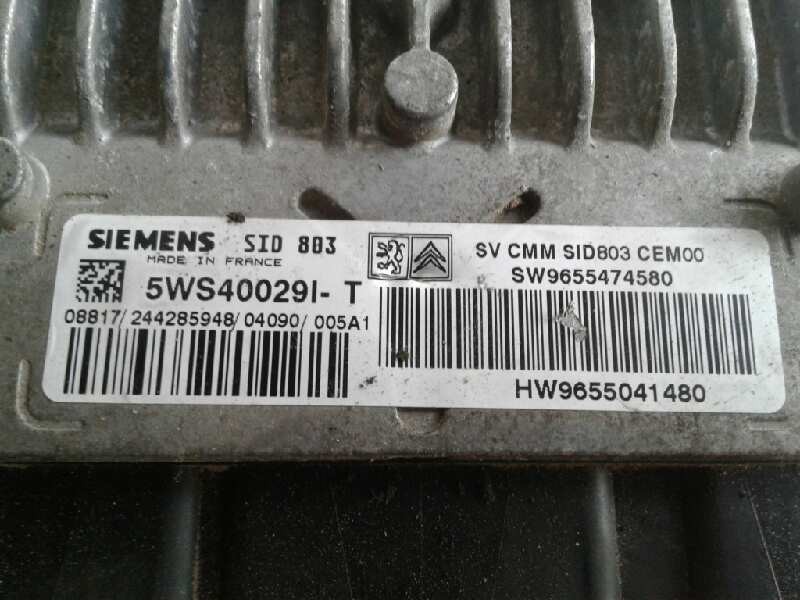 SIEMENS SID 803
MADE IN FRANCE
5WS40029I- T
08817/244285948/04090/005A1
SV CMM SID803 CEM00
SW9655474580
HW9655041480